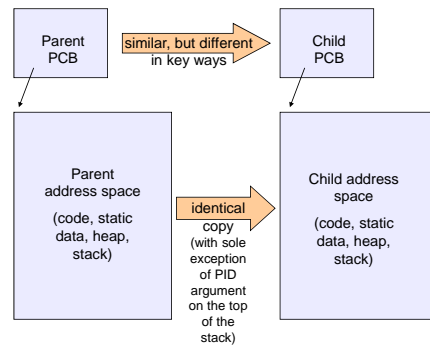 Parent
PCB
similar, but different
in key ways
Child
PCB
Parent
address space
(code, static
data, heap,
stack)
identical
copy
(with sole
exception
of PID
argument
on the top
of the
stack)
Child address
space
(code, static
data, heap,
stack)